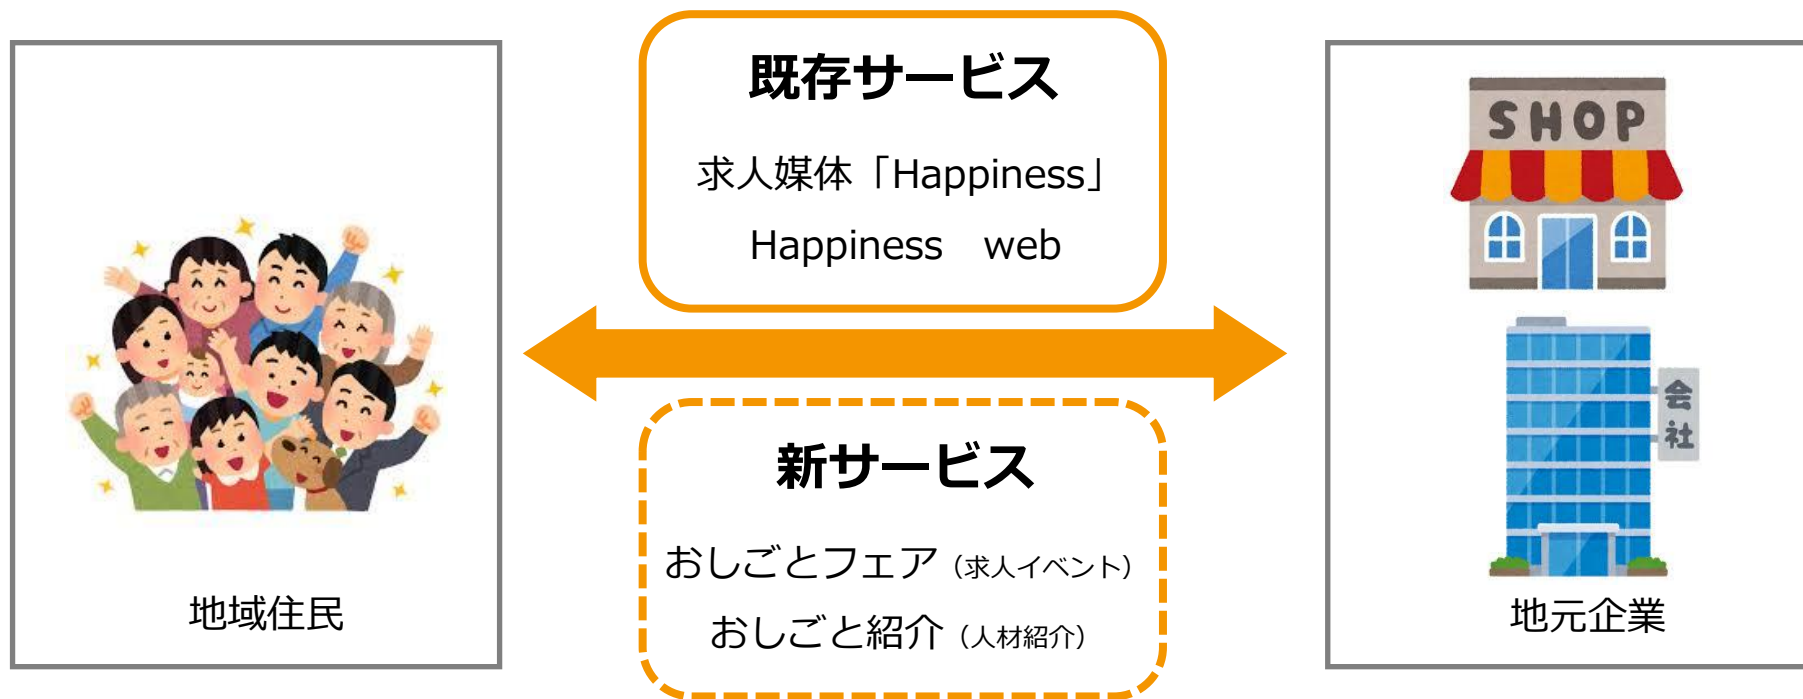 既存サービス
求人媒体「Happiness」
Happiness　web
新サービス
おしごとフェア（求人イベント）
おしごと紹介（人材紹介）
地域住民
SHOP
会社
地元企業